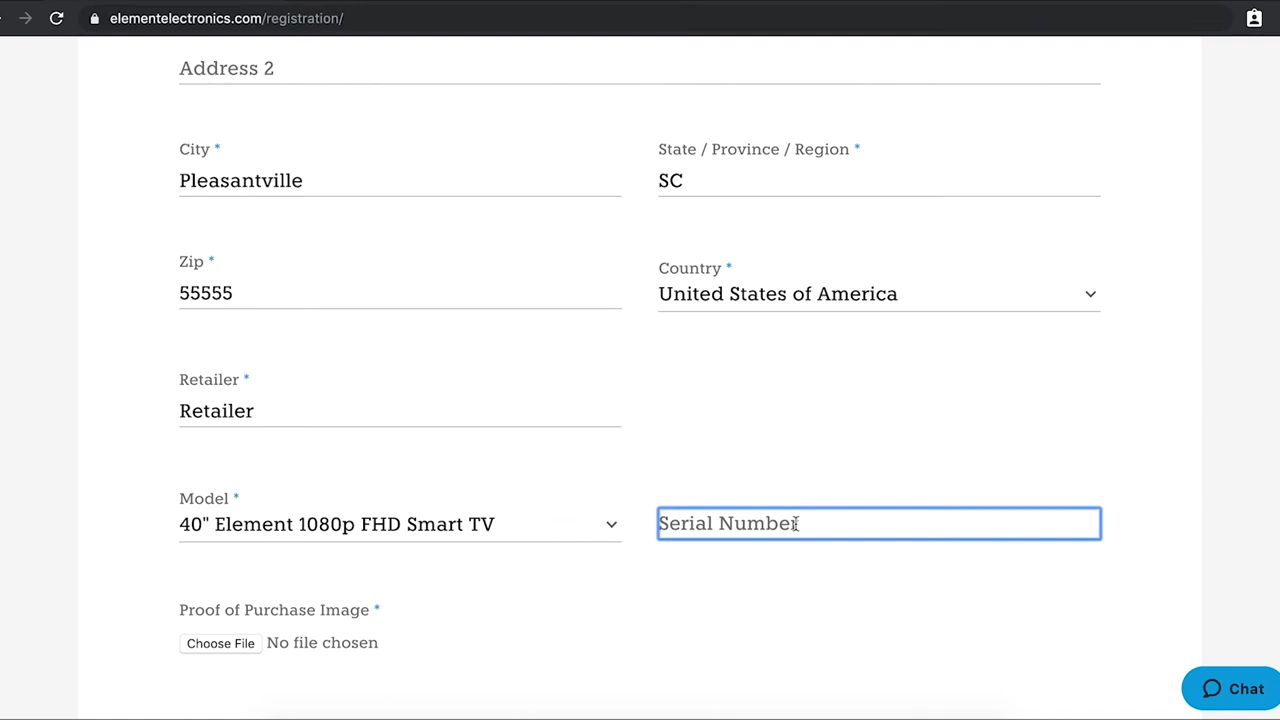 elementelectronics.com/registration/
Address 2
City *
State / Province / Region *
Pleasantville
SC
Zip *
Country *
55555
United States of America
Retailer *
Retailer
Model *
40" Element 1080p FHD Smart TV
Serial Number
Proof of Purchase Image *
Choose File No file chosen
Chat